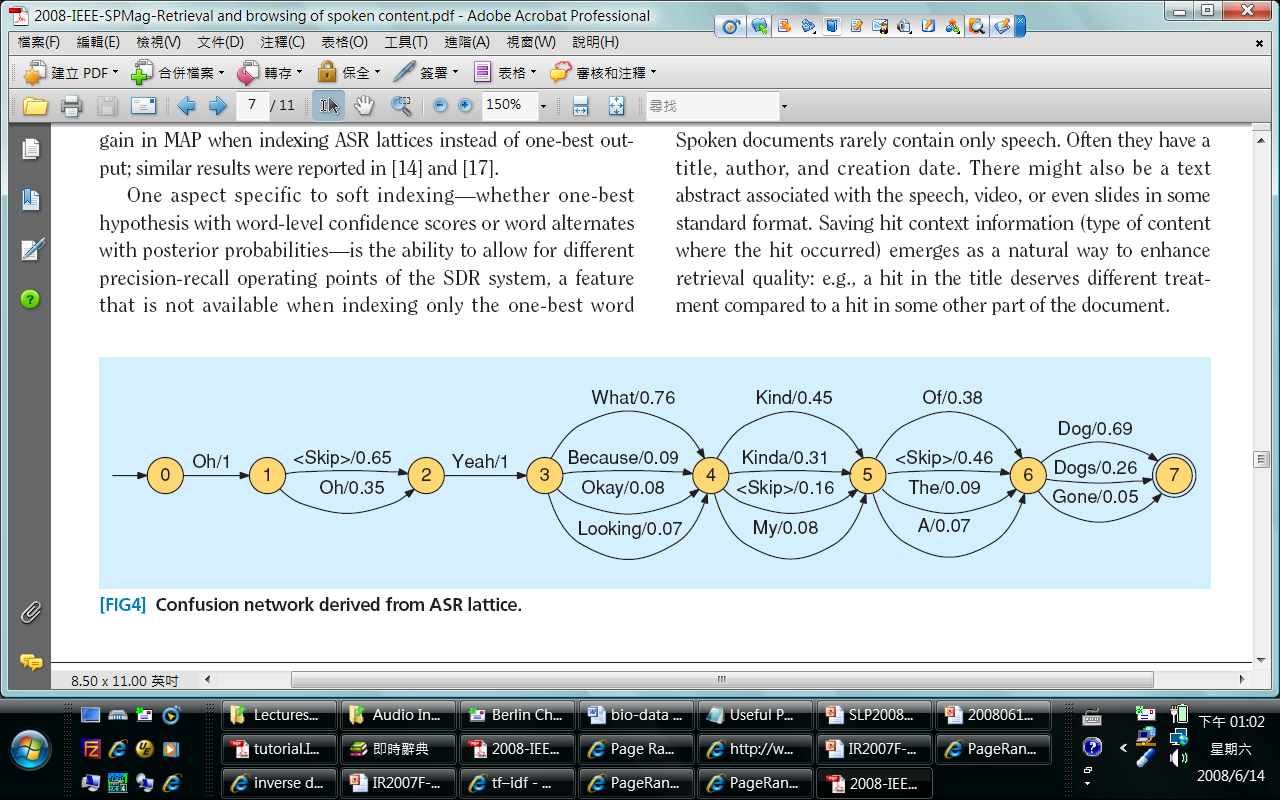 2008-IEEE-SPMag-Retrieval and browsing of spoken content.pdf - Adobe Acrobat Professional
檔案(F) 編輯(E) 檢視(V) 文件(D) 注釋(C) 表格(O) 工具(T) 進階(A) 視窗(W) 說明(H)
建立 PDF 合併檔案 轉存 保全 簽署 表格 審核和注釋
7 / 11 150% 尋找
gain in MAP when indexing ASR lattices instead of one-best out-
put; similar results were reported in [14] and [17].
One aspect specific to soft indexing—whether one-best
hypothesis with word-level confidence scores or word alternates
with posterior probabilities—is the ability to allow for different
precision-recall operating points of the SDR system, a feature
that is not available when indexing only the one-best word
Spoken documents rarely contain only speech. Often they have a
title, author, and creation date. There might also be a text
abstract associated with the speech, video, or even slides in some
standard format. Saving hit context information (type of content
where the hit occurred) emerges as a natural way to enhance
retrieval quality: e.g., a hit in the title deserves different treat-
ment compared to a hit in some other part of the document.
What/0.76 Kind/0.45 Of/0.38
Dog/0.69
Oh/1 <Skip>/0.65 Yeah/1 Because/0.09 Kinda/0.31 <Skip>/0.46 Dogs/0.26
0 1 2 3 4 5 6 7
Oh/0.35 Okay/0.08 <Skip>/0.16 The/0.09 Gone/0.05
Looking/0.07 My/0.08 A/0.07
[FIG4] Confusion network derived from ASR lattice.
8.50 x 11.00 英吋
Lectures... Audio In... Berlin Ch... bio-data ... Useful P... SLP2008... 2008061...
tutorial.I... 即時辭典 2008-IEE... Page Ra... http://w... IR2007F-... PageRan...
inverse d... IR2007F-... tf-idf - ... PageRan... PageRan... 2008-IEE...
下午 01:02
星期六
2008/6/14